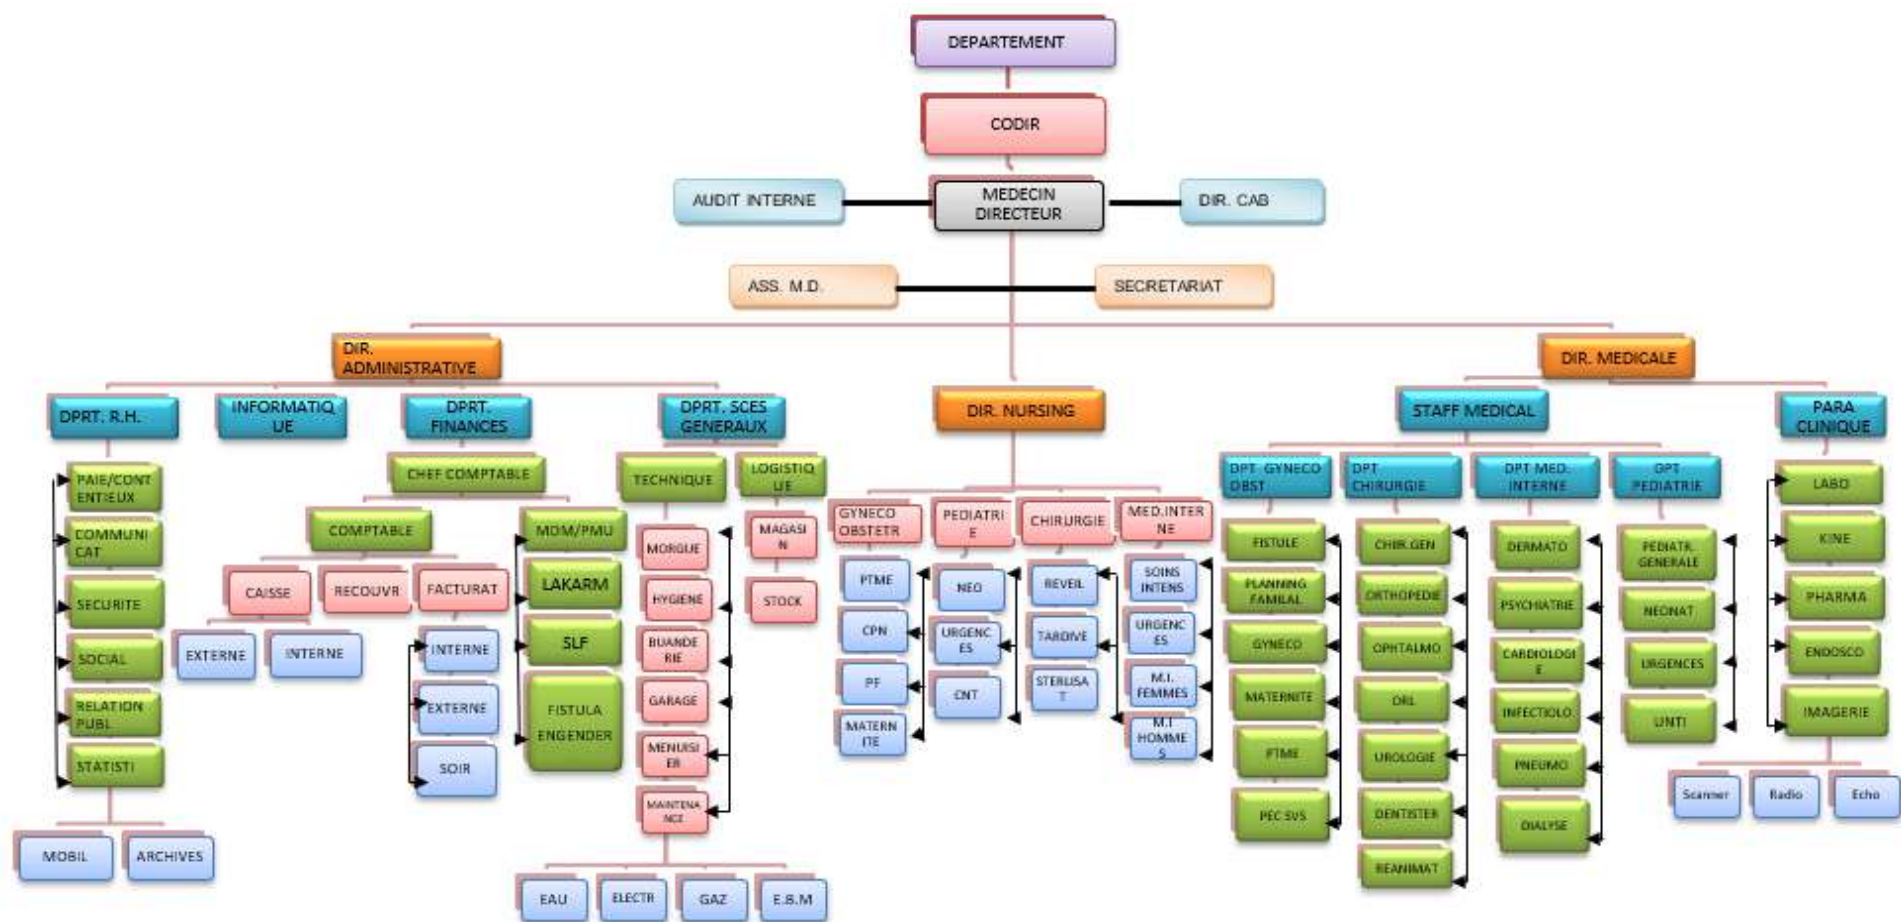 DEPARTEMENT
CODIR
AUDIT INTERNE
MEDECIN
DIRECTEUR
DIR. CAB
ASS. M.D.
SECRETARIAT
DIR.
ADMINISTRATIVE
DIR. MEDICALE
DPRT. R.H.
INFORMATIQ
UE
DPRT.
FINANCES
DPRT. SCES
GENERAUX
DIR. NURSING
STAFF MEDICAL
PARA
CLINIQUE
PAIE/CONT
ENTIEUX
COMMUNI
CAT
SECURITE
SOCIAL
RELATION
PUBL
STATISTI
MOBIL
ARCHIVES
CHEF COMPTABLE
COMPTABLE
CAISSE
RECOUVR
FACTURAT
EXTERNE
INTERNE
INTERNE
EXTERNE
SOIR
MDM/PMU
LAKARM
SLF
FISTULA
ENGENDER
TECHNIQUE
MORGUE
HYGIENE
BUANDE
RIE
GARAGE
MENUISI
ER
MAINTENA
NCE
EAU
ELECTR
GAZ
E.B.M
LOGISTIQ
UE
MAGASI
N
STOCK
GYNECO
OBSTETR
PTME
CPN
PF
MATERN
ITE
PEDIATRI
E
NEO
URGENC
ES
CNT
CHIRURGIE
REVEIL
TARDIVE
STERLISA
T
MED.INTER
NE
SOINS
INTENS
URGENC
ES
M.I.
FEMMES
M.I
HOMME
S
DPT. GYNECO
OBST
FISTULE
PLANNING
FAMILAL
GYNECO
MATERNITE
PTME
PEC SVS
DPT
CHIRURGIE
CHIR.GEN
ORTHOPEDIE
OPHTALMO
ORL
UROLOGIE
DENTISTER
REANIMAT
DPT MED.
INTERNE
DERMATO
PSYCHIATRIE
CARDIOLOGI
E
INFECTIOLO
PNEUMO
DIALYSE
DPT
PEDIATRIE
PEDIATR.
GENERALE
NEONAT
URGENCES
UNTI
LABO
KINE
PHARMA
ENDOSCO
IMAGERIE
Scanner
Radio
Echo